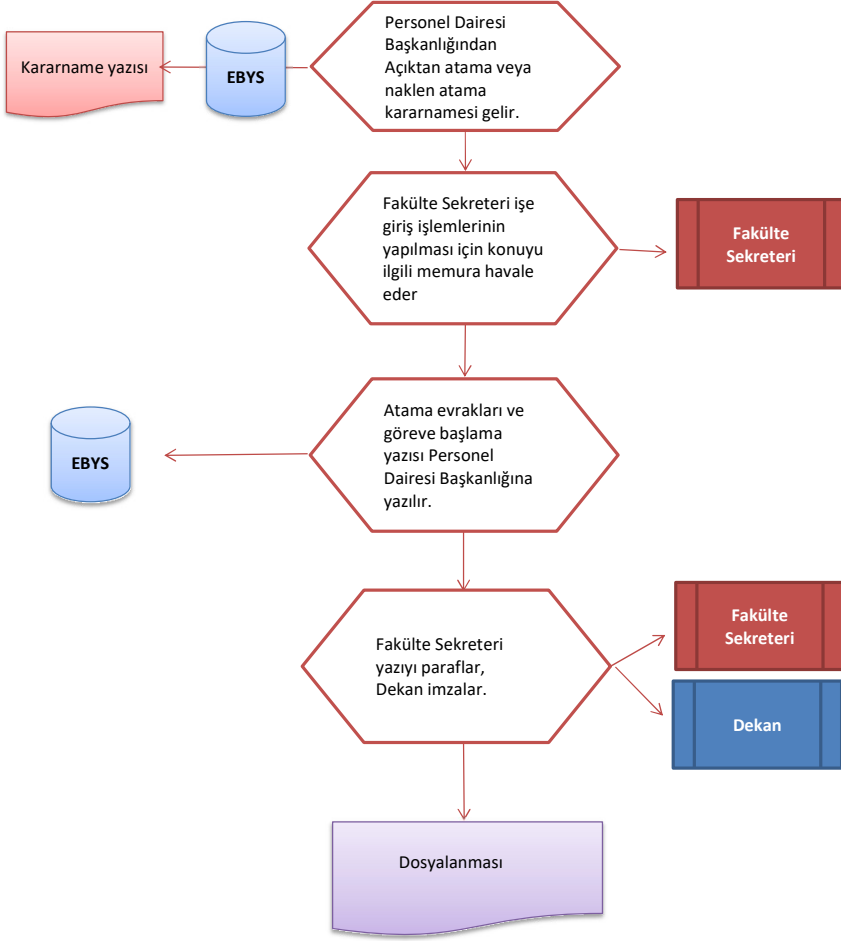 Personel Dairesi
Başkanlığından
Açıktan atama veya
naklen atama
kararnamesi gelir.
EBYS
Kararname yazısı
Fakülte Sekreteri işe
giriş işlemlerinin
yapılması için konuyu
ilgili memura havale
eder
Fakülte
Sekreteri
Atama evrakları ve
göreve başlama
yazısı Personel
Dairesi Başkanlığına
yazılır.
EBYS
Fakülte Sekreteri
yazıyı paraflar,
Dekan imzalar.
Fakülte
Sekreteri
Dekan
Dosyalanması